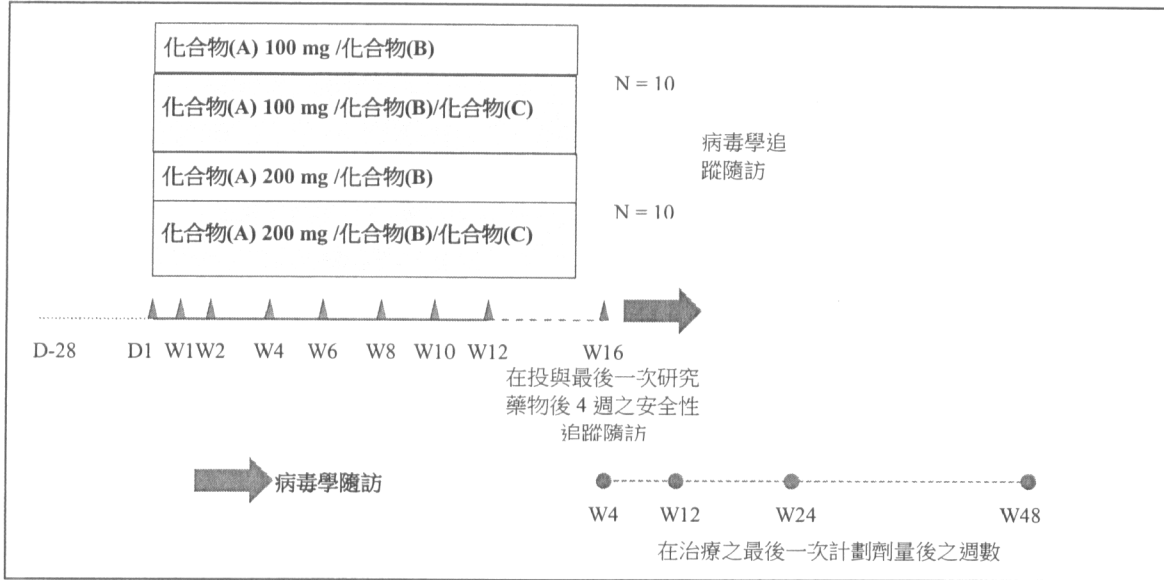 化合物(A) 100 mg /化合物(B)
N = 10
化合物(A) 100 mg /化合物(B)/化合物(C)
病毒學追
蹤隨訪
化合物(A) 200 mg /化合物(B)
N = 10
化合物(A) 200 mg /化合物(B)/化合物(C)
D-28 D1 W1W2 W4 W6 W8 W10 W12 W16
在投與最後一次研究
藥物後 4 週之安全性
追蹤隨訪
病毒學隨訪
W4 W12 W24 W48
在治療之最後一次計劃劑量後之週數